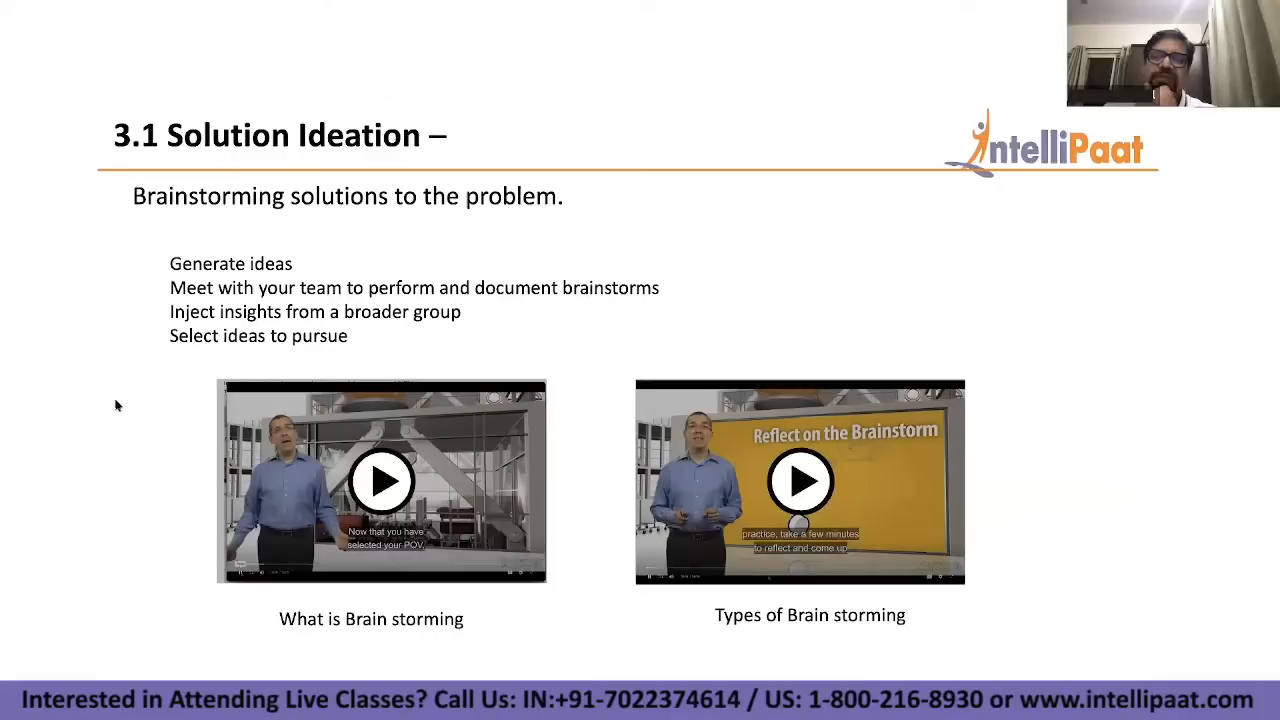 3.1 Solution Ideation –
IntelliPaat
Brainstorming solutions to the problem.
Generate ideas
Meet with your team to perform and document brainstorms
Inject insights from a broader group
Select ideas to pursue
Now that you have
selected your POV,
Reflect on the Brainstorm
practice, take a few minutes
to reflect and come up
What is Brain storming
Types of Brain storming
Interested in Attending Live Classes? Call Us: IN:+91-7022374614 / US: 1-800-216-8930 or www.intellipaat.com